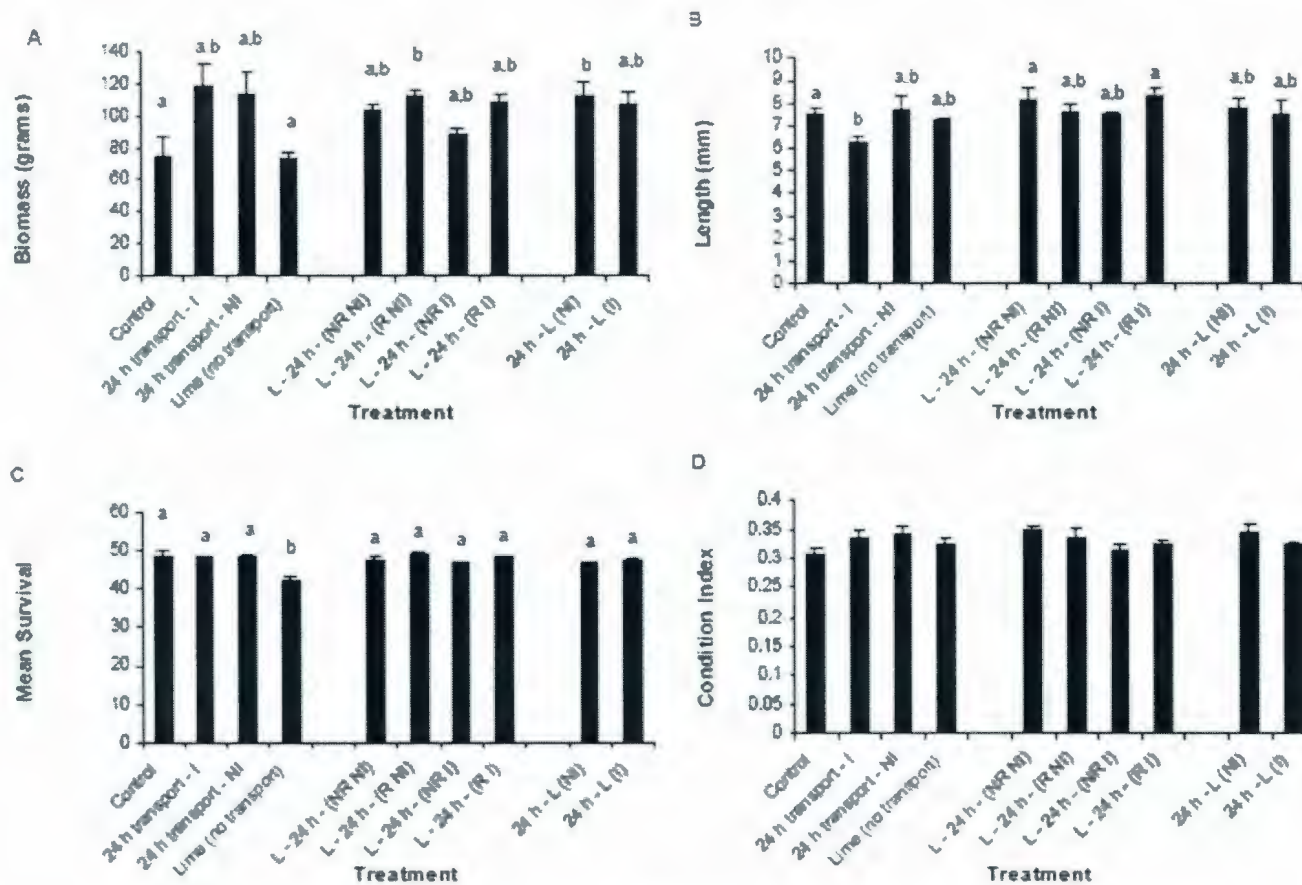 A
Biomass (grams)
140
120
100
80
60
40
20
0
a
a,b
a,b
a
a,b
b
a,b
a,b
b
a,b
Control
24 h transport - I
24 h transport - NI
Lime (no transport)
L - 24 h - (NR NI)
L - 24 h - (R NI)
L - 24 h - (NR I)
L - 24 h - (R I)
24 h - L (NI)
24 h - L (I)
Treatment
B
Length (mm)
10
9
8
7
6
5
4
3
2
1
0
a
b
a,b
a,b
a
a,b
a,b
a
a,b
a,b
Control
24 h transport - I
24 h transport - NI
Lime (no transport)
L - 24 h - (NR NI)
L - 24 h - (R NI)
L - 24 h - (NR I)
L - 24 h - (R I)
24 h - L (NI)
24 h - L (I)
Treatment
C
Mean Survival
60
50
40
30
20
10
0
a
a
a
b
a
a
a
a
a
a
Control
24 h transport - I
24 h transport - NI
Lime (no transport)
L - 24 h - (NR NI)
L - 24 h - (R NI)
L - 24 h - (NR I)
L - 24 h - (R I)
24 h - L (NI)
24 h - L (I)
Treatment
D
Condition Index
0.4
0.35
0.3
0.25
0.2
0.15
0.1
0.05
0
Control
24 h transport - I
24 h transport - NI
Lime (no transport)
L - 24 h - (NR NI)
L - 24 h - (R NI)
L - 24 h - (NR I)
L - 24 h - (R I)
24 h - L (NI)
24 h - L (I)
Treatment